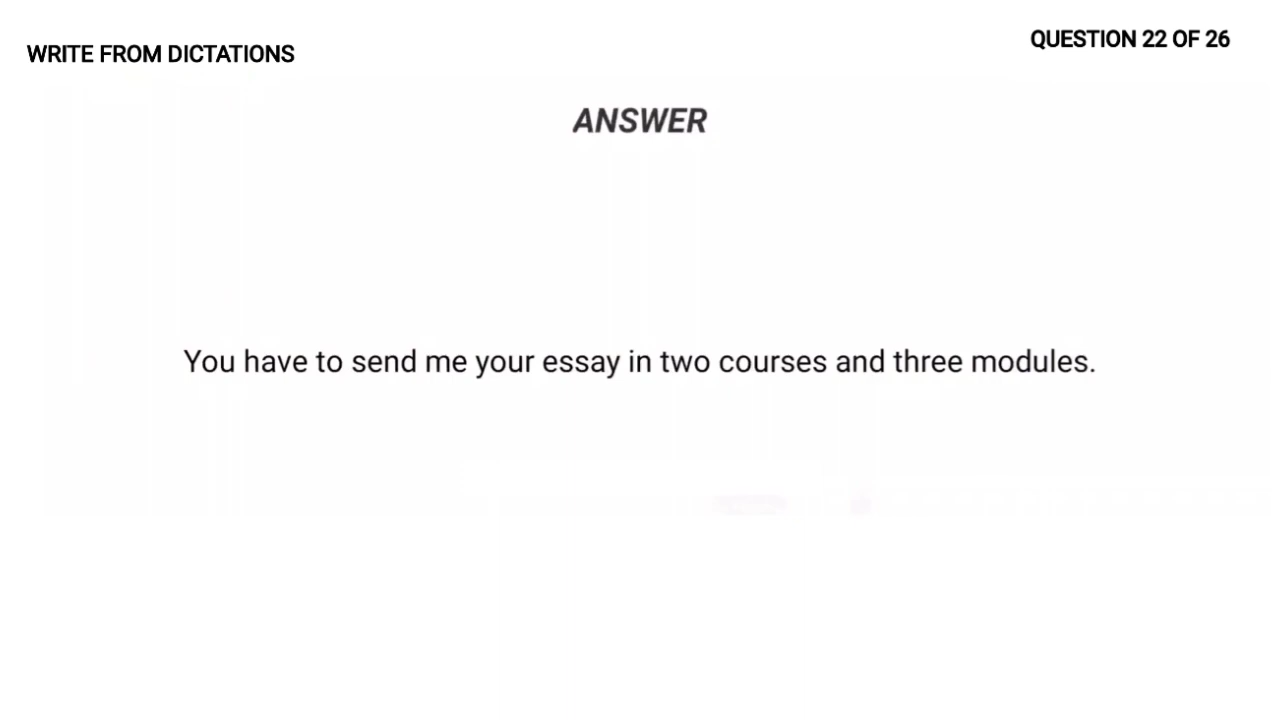 WRITE FROM DICTATIONS
QUESTION 22 OF 26
ANSWER
You have to send me your essay in two courses and three modules.